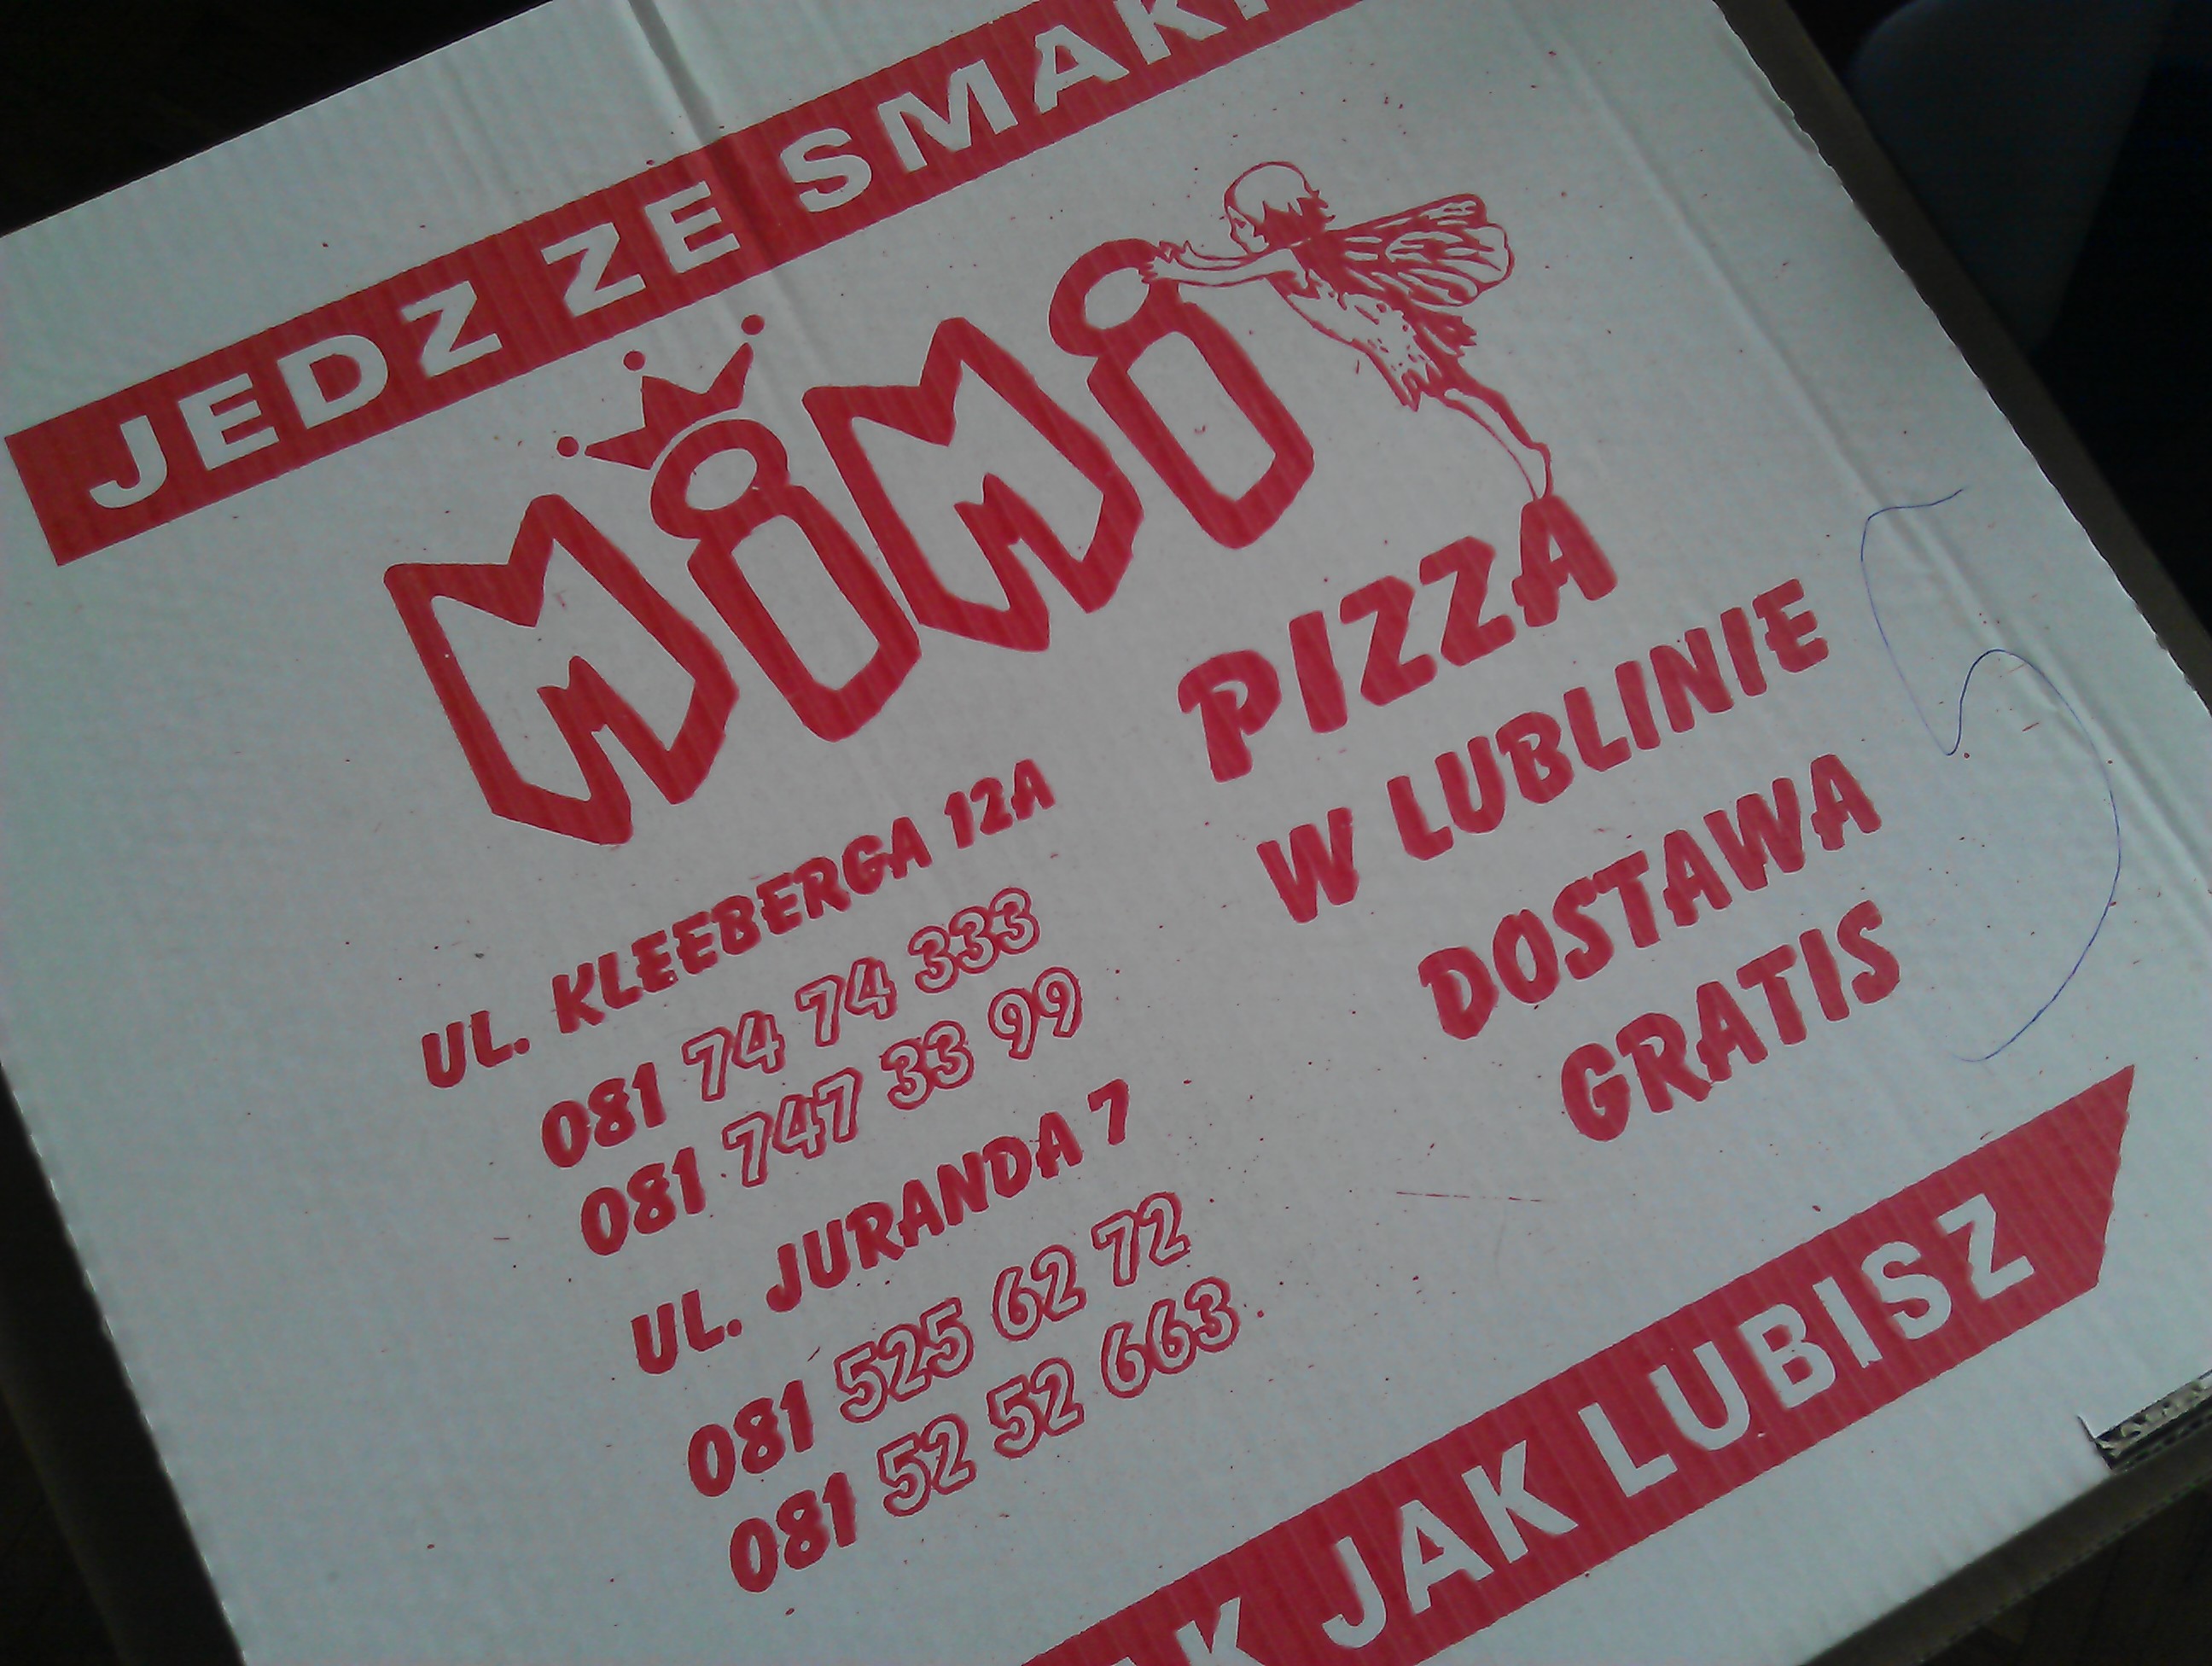 JEDZ ZE SMAK
MiMi
PIZZA
W LUBLINIE
DOSTAWA
GRATIS
UL. KLEEBERGA 12A
081 74 74 333
081 747 33 99
UL. JURANDA 7
081 525 62 72
081 52 52 663
5
K JAK LUBISZ